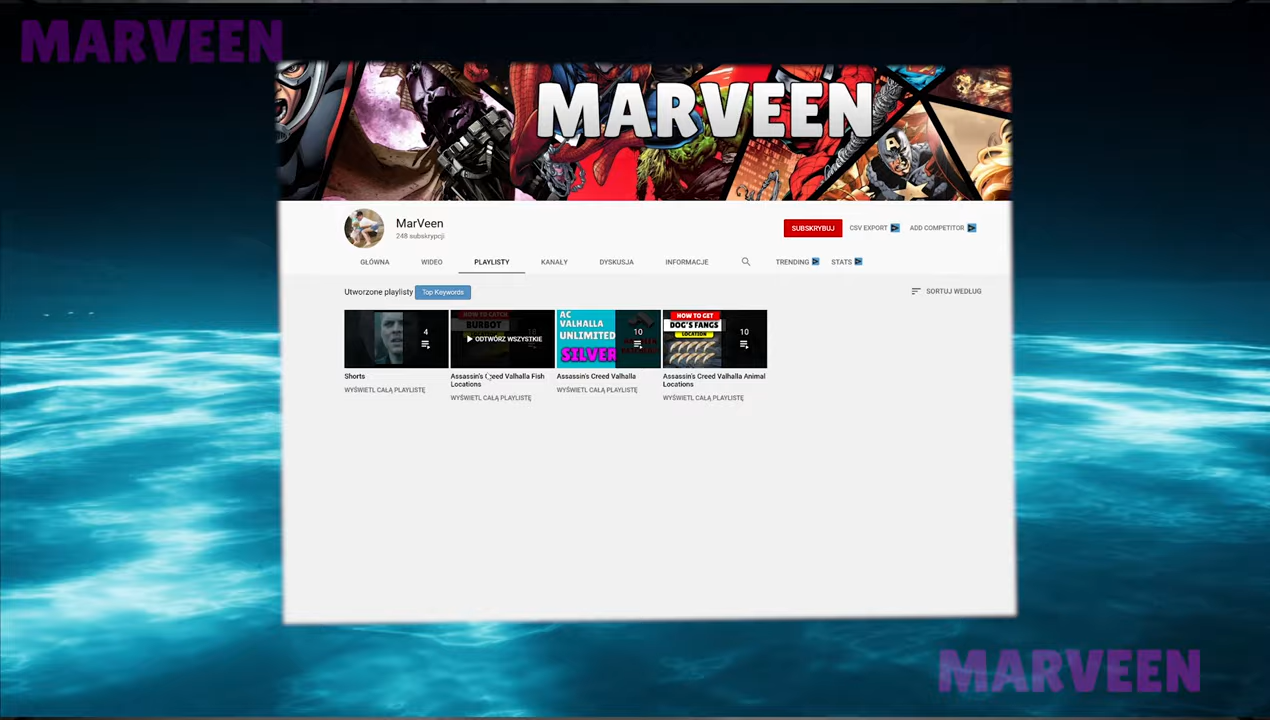 MARVEEN
MARVEEN
MarVeen
248 subskrypcji
SUBSKRYBUJ
CSV EXPORT
ADD COMPETITOR
GŁÓWNA
WIDEO
PLAYLISTY
KANAŁY
DYSKUSJA
INFORMACJE
TRENDING
STATS
Utworzone playlisty
Top Keywords
SORTUJ WEDŁUG
4
HOW TO CATCH
BURBOT
18
ODTWÓRZ WSZYSTKIE
AC
VALHALLA
UNLIMITED
SILVER
10
HOW TO GET
DOG'S FANGS
LOCATION
10
Shorts
WYŚWIETL CAŁĄ PLAYLISTĘ
Assassin's Creed Valhalla Fish
Locations
WYŚWIETL CAŁĄ PLAYLISTĘ
Assassin's Creed Valhalla
WYŚWIETL CAŁĄ PLAYLISTĘ
Assassin's Creed Valhalla Animal
Locations
WYŚWIETL CAŁĄ PLAYLISTĘ
MARVEEN